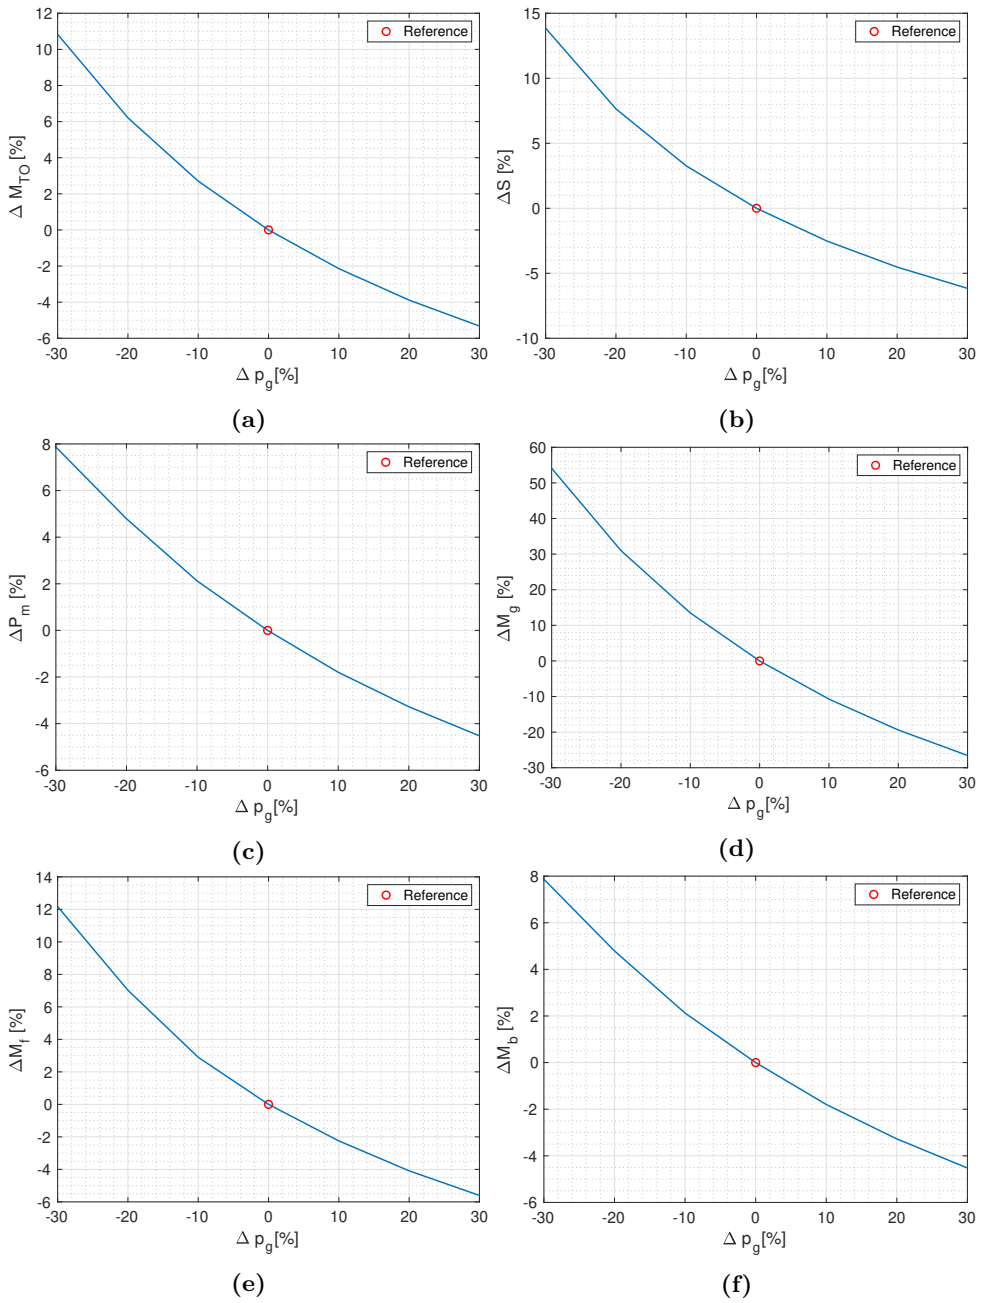 12
10
8
6
4
2
0
-2
-4
-6
Δ M_TO [%]
Reference
-30 -20 -10 0 10 20 30
Δ p_g[%]
(a)
15
10
5
0
-5
-10
ΔS [%]
Reference
-30 -20 -10 0 10 20 30
Δ p_g[%]
(b)
8
6
4
2
0
-2
-4
-6
ΔP_m [%]
Reference
-30 -20 -10 0 10 20 30
Δ p_g[%]
(c)
60
50
40
30
20
10
0
-10
-20
-30
ΔM_g [%]
Reference
-30 -20 -10 0 10 20 30
Δ p_g[%]
(d)
14
12
10
8
6
4
2
0
-2
-4
-6
ΔM_f [%]
Reference
-30 -20 -10 0 10 20 30
Δ p_g[%]
(e)
8
6
4
2
0
-2
-4
-6
ΔM_b [%]
Reference
-30 -20 -10 0 10 20 30
Δ p_g[%]
(f)